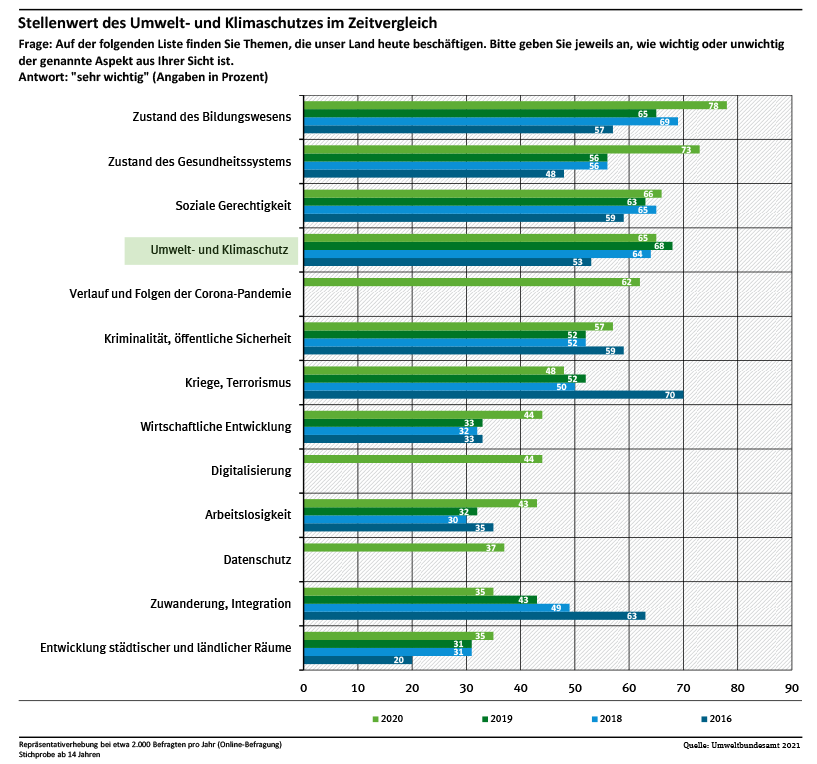 Stellenwert des Umwelt- und Klimaschutzes im Zeitvergleich
Frage: Auf der folgenden Liste finden Sie Themen, die unser Land heute beschäftigen. Bitte geben Sie jeweils an, wie wichtig oder unwichtig
der genannte Aspekt aus Ihrer Sicht ist.
Antwort: "sehr wichtig" (Angaben in Prozent)
Zustand des Bildungswesens
78
65
69
57
Zustand des Gesundheitssystems
73
56
56
48
Soziale Gerechtigkeit
66
63
65
59
Umwelt- und Klimaschutz
65
68
64
53
Verlauf und Folgen der Corona-Pandemie
62
Kriminalität, öffentliche Sicherheit
57
52
52
59
Kriege, Terrorismus
48
52
50
70
Wirtschaftliche Entwicklung
44
33
32
33
Digitalisierung
44
Arbeitslosigkeit
43
32
30
35
Datenschutz
37
Zuwanderung, Integration
35
43
49
63
Entwicklung städtischer und ländlicher Räume
35
31
31
20
0 10 20 30 40 50 60 70 80 90
2020 2019 2018 2016
Repräsentativerhebung bei etwa 2.000 Befragten pro Jahr (Online-Befragung)
Stichprobe ab 14 Jahren
Quelle: Umweltbundesamt 2021